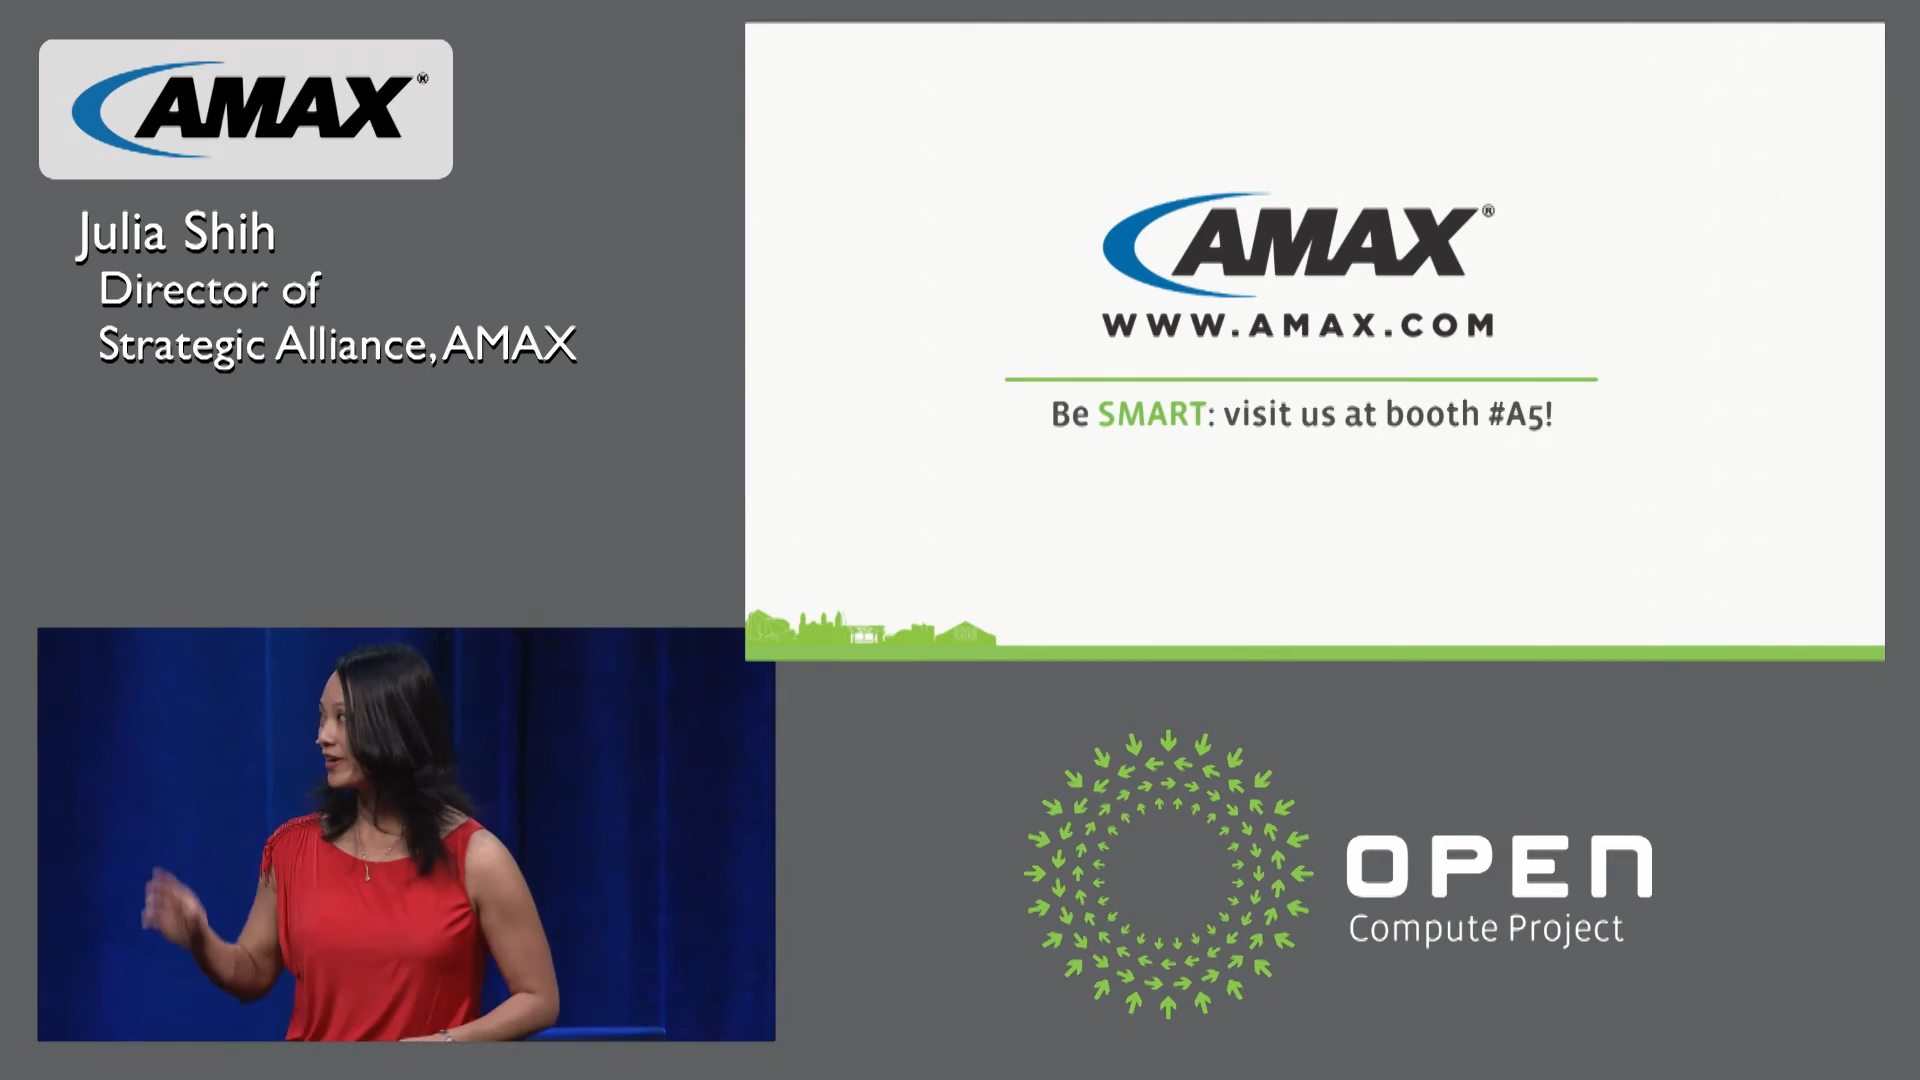 AMAX®
Julia Shih
Director of
Strategic Alliance, AMAX
AMAX®
WWW.AMAX.COM
Be SMART: visit us at booth #A5!
OPEN
Compute Project